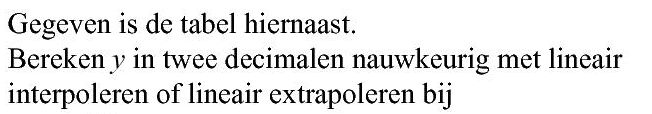 Gegeven is de tabel hiernaast.
Bereken y in twee decimalen nauwkeurig met lineair
interpoleren of lineair extrapoleren bij